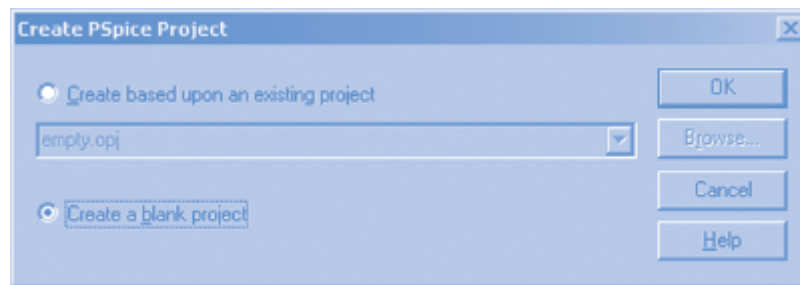 Create PSpice Project
Create based upon an existing project
OK
empty.opj
Browse...
Create a blank project
Cancel
Help